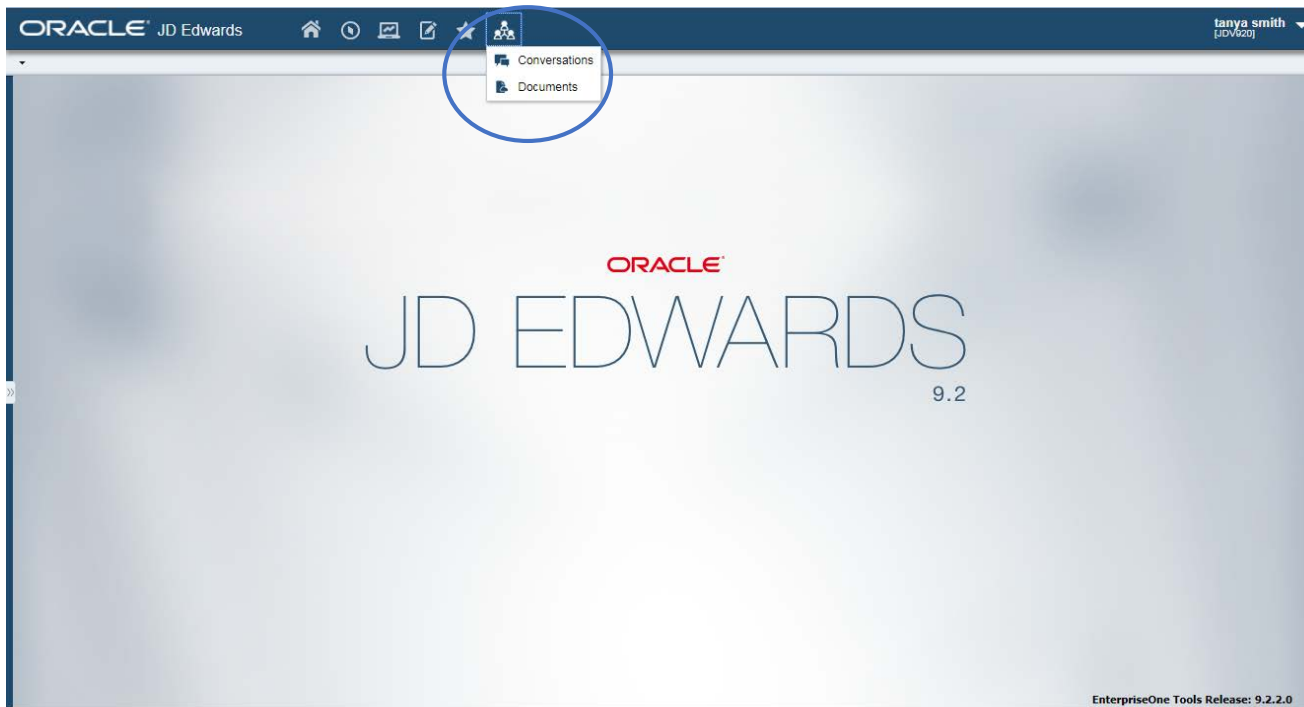 ORACLE JD Edwards
tanya smith
[JDV920]
Conversations
Documents
ORACLE
JD EDWARDS
9.2
EnterpriseOne Tools Release: 9.2.2.0